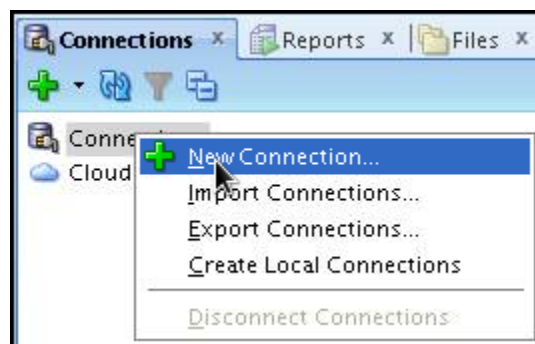 Connections x Reports x Files x
Conne
New Connection...
Cloud
Import Connections...
Export Connections...
Create Local Connections
Disconnect Connections